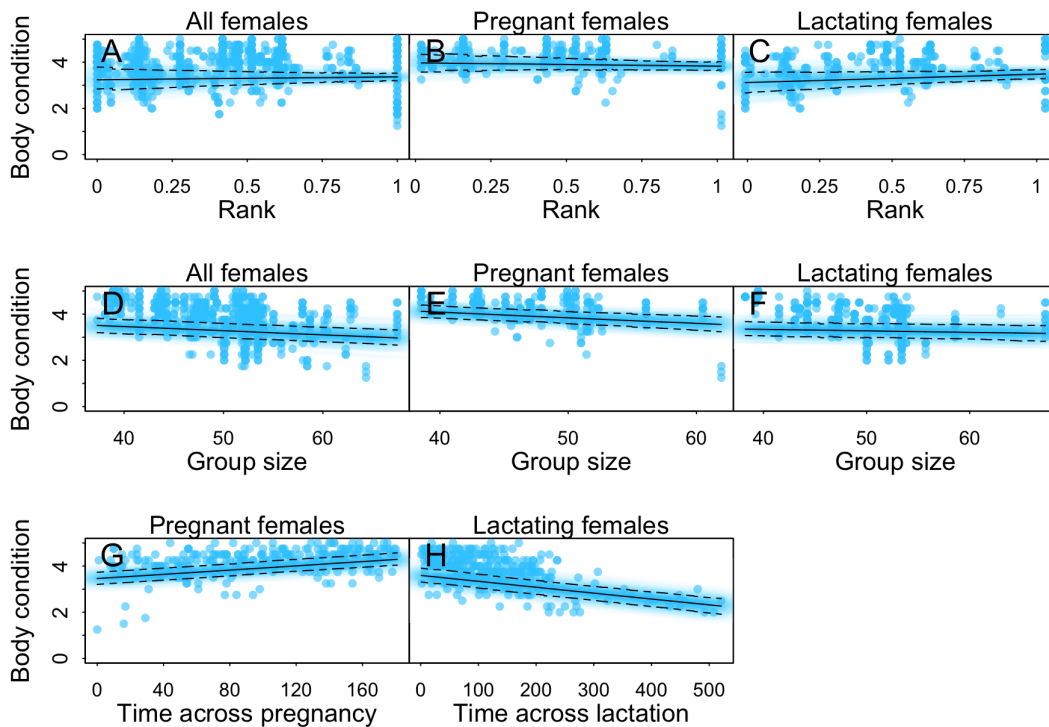 All females Pregnant females Lactating females
A B C
Body condition
4
2
0
0 0.25 0.5 0.75 1 0 0.25 0.5 0.75 1 0 0.25 0.5 0.75 1
Rank Rank Rank
All females Pregnant females Lactating females
D E F
Body condition
4
2
0
40 50 60 40 50 60 40 50 60
Group size Group size Group size
Pregnant females Lactating females
G H
Body condition
4
2
0
0 40 80 120 160 0 100 200 300 400 500
Time across pregnancy Time across lactation